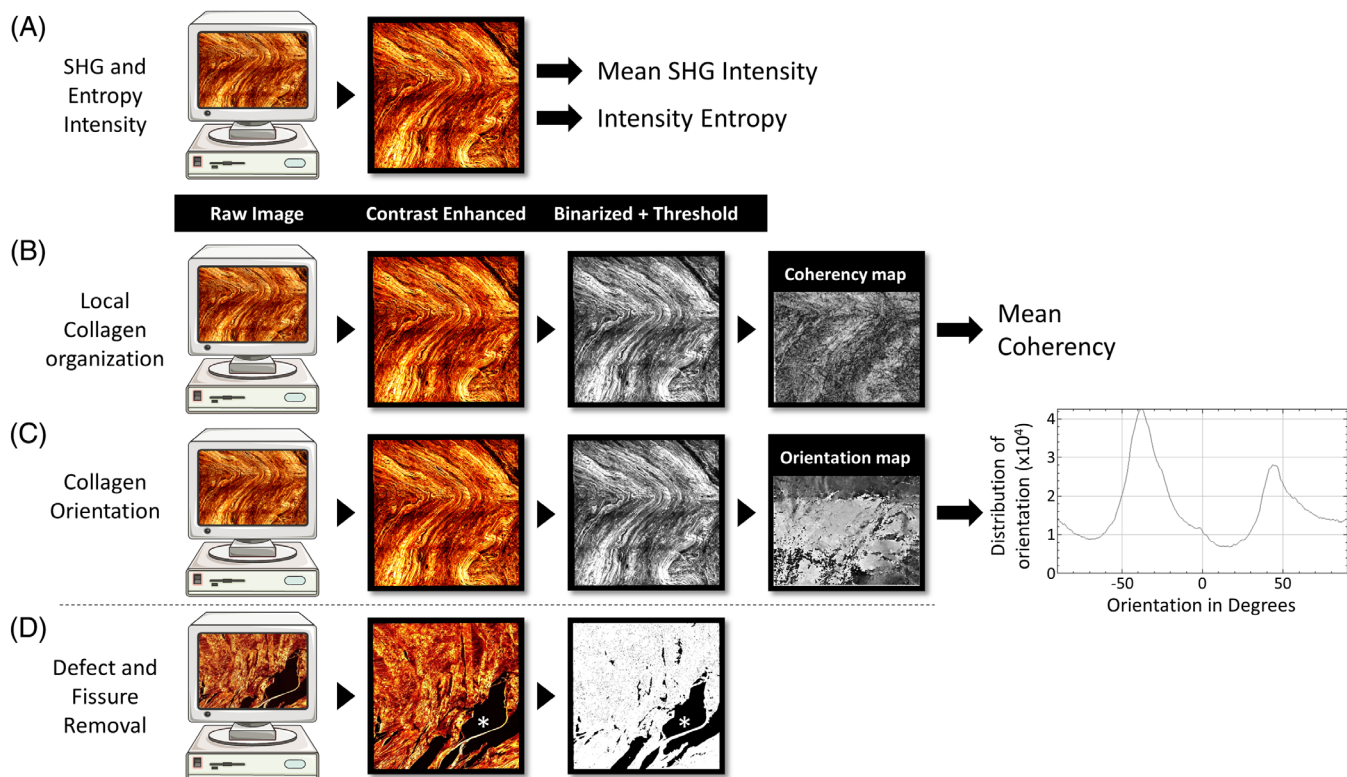 (A)
SHG and
Entropy
Intensity
Mean SHG Intensity
Intensity Entropy
Raw Image Contrast Enhanced Binarized + Threshold
(B)
Local
Collagen
organization
Coherency map
Mean
Coherency
(C)
Collagen
Orientation
Orientation map
Distribution of
orientation (x10⁴)
4
3
2
1
0
-50 0 50
Orientation in Degrees
(D)
Defect and
Fissure
Removal
*
*